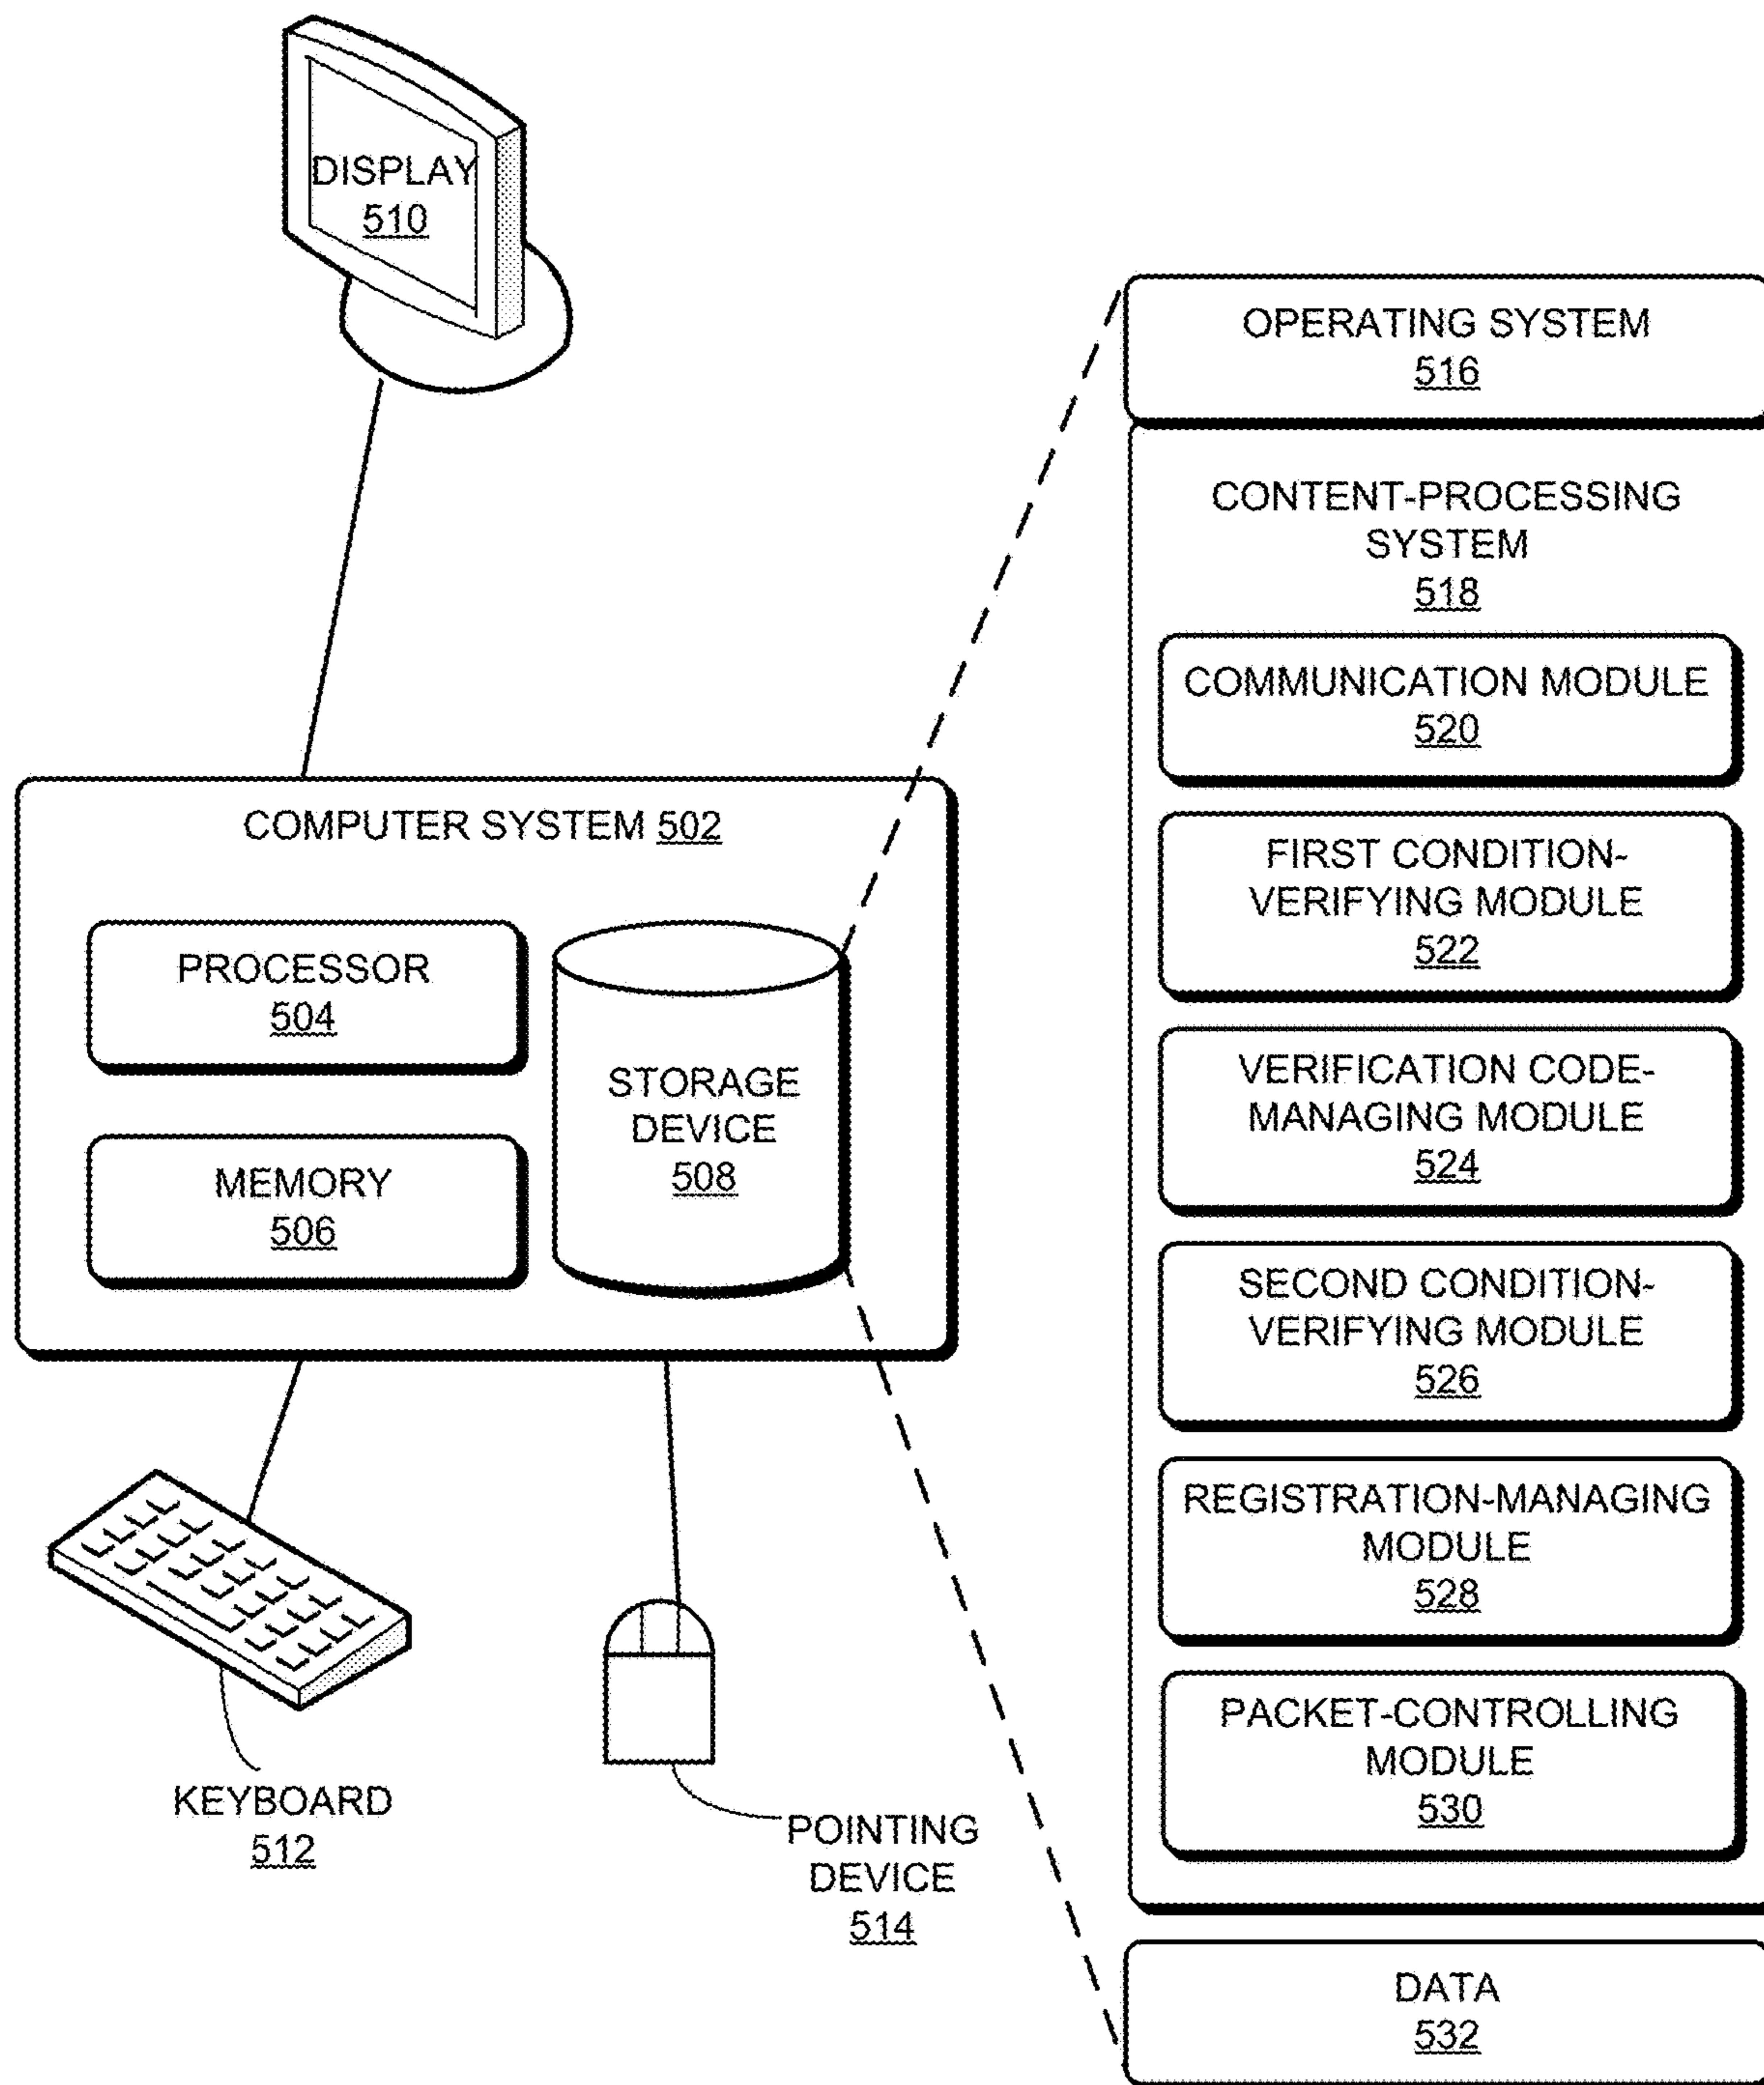 DISPLAY
510
COMPUTER SYSTEM 502
PROCESSOR
504
MEMORY
506
STORAGE
DEVICE
508
KEYBOARD
512
POINTING
DEVICE
514
OPERATING SYSTEM
516
CONTENT-PROCESSING
SYSTEM
518
COMMUNICATION MODULE
520
FIRST CONDITION-
VERIFYING MODULE
522
VERIFICATION CODE-
MANAGING MODULE
524
SECOND CONDITION-
VERIFYING MODULE
526
REGISTRATION-MANAGING
MODULE
528
PACKET-CONTROLLING
MODULE
530
DATA
532